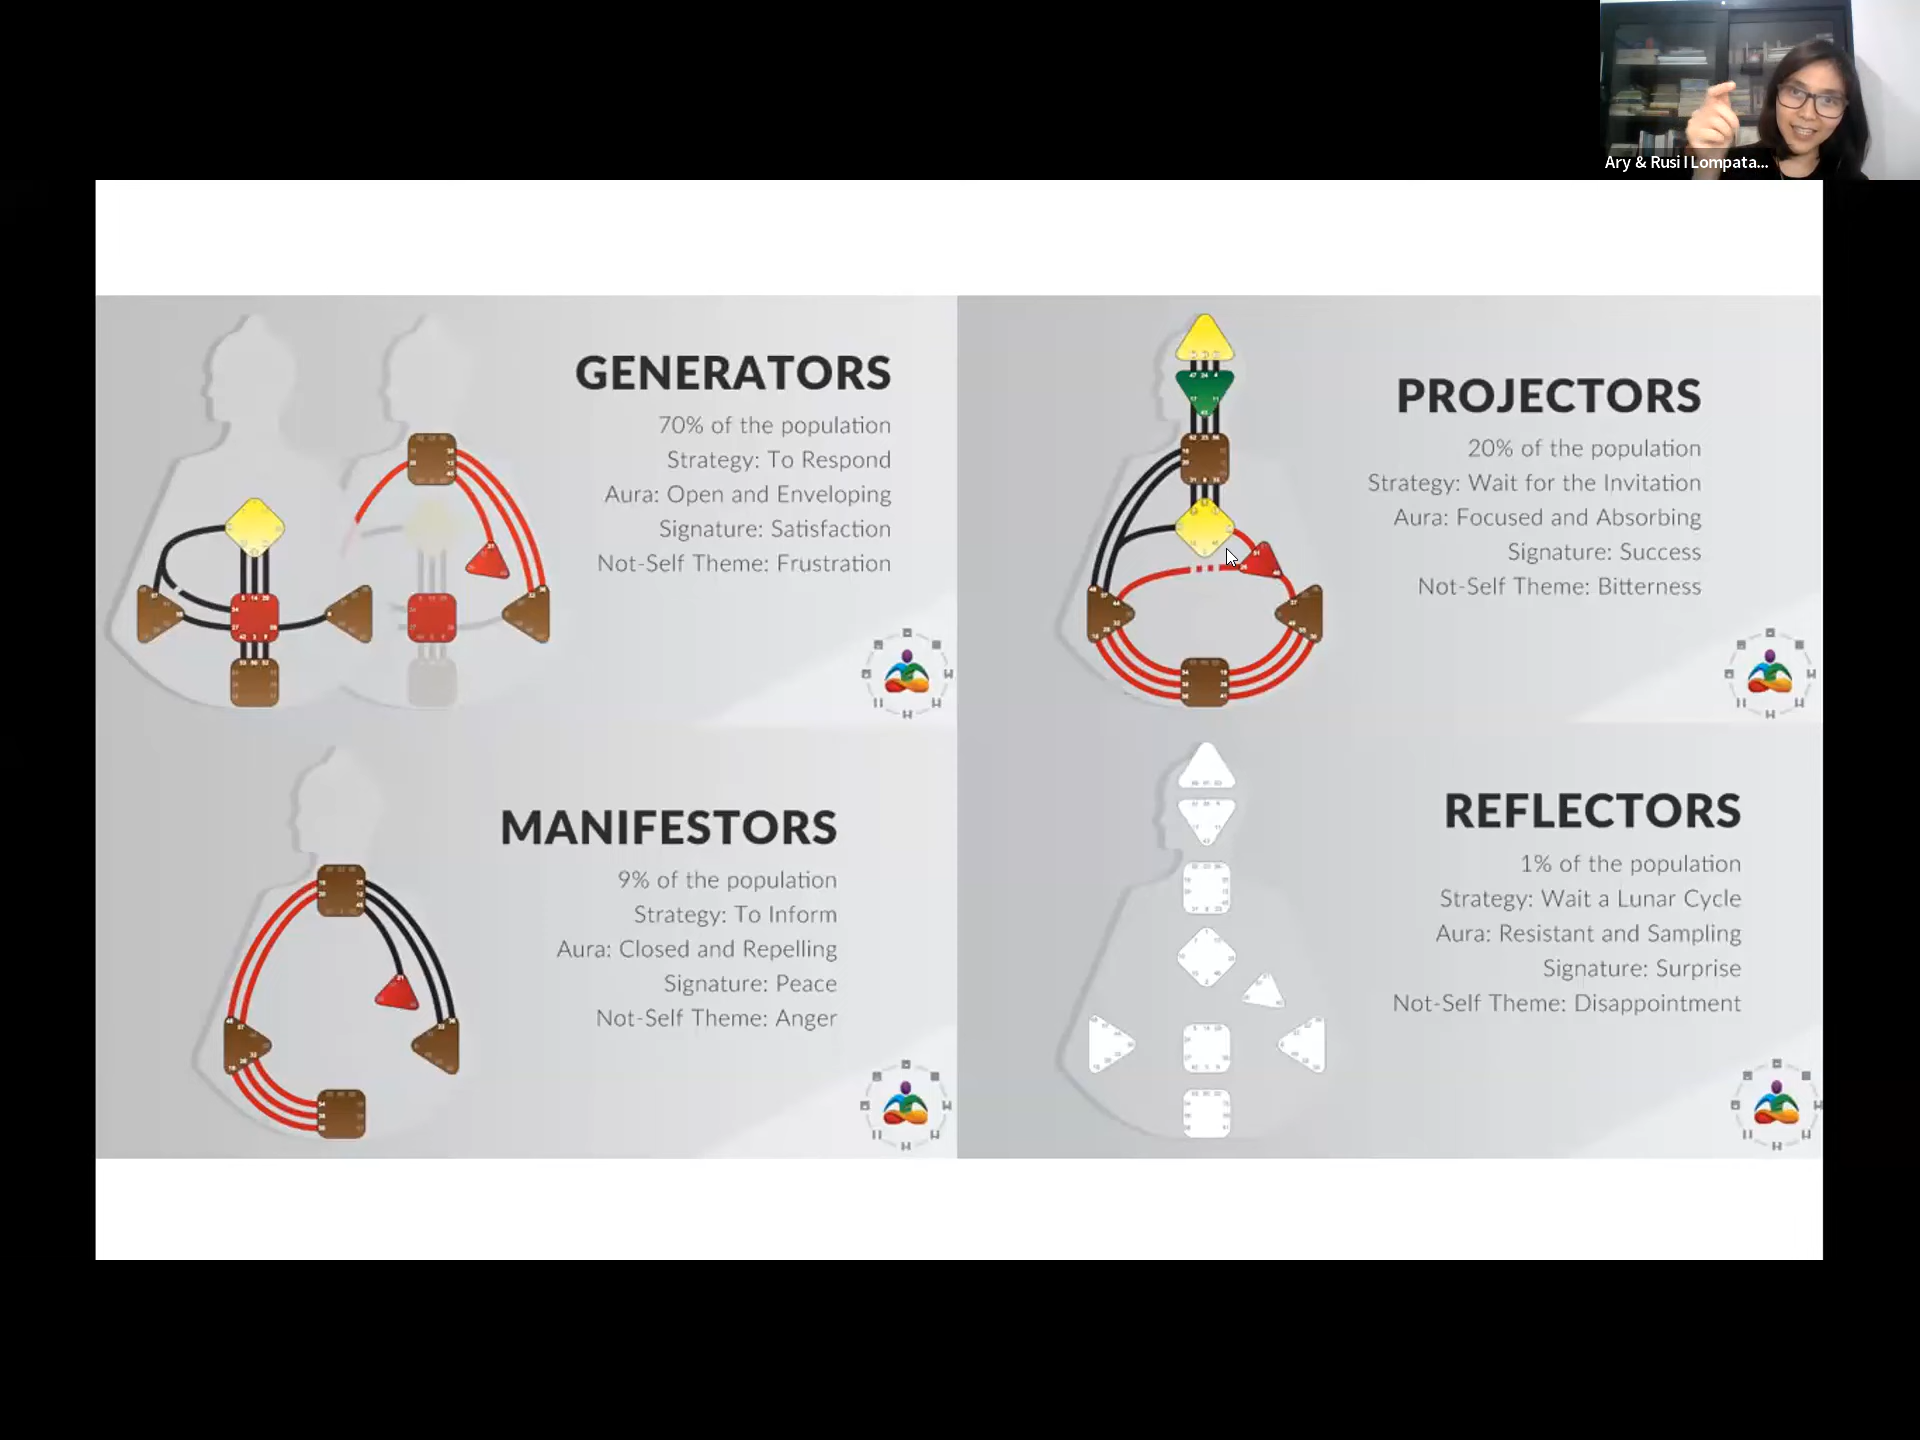 Ary & Rusi I Lompata...
GENERATORS
70% of the population
Strategy: To Respond
Aura: Open and Enveloping
Signature: Satisfaction
Not-Self Theme: Frustration
PROJECTORS
20% of the population
Strategy: Wait for the Invitation
Aura: Focused and Absorbing
Signature: Success
Not-Self Theme: Bitterness
MANIFESTORS
9% of the population
Strategy: To Inform
Aura: Closed and Repelling
Signature: Peace
Not-Self Theme: Anger
REFLECTORS
1% of the population
Strategy: Wait a Lunar Cycle
Aura: Resistant and Sampling
Signature: Surprise
Not-Self Theme: Disappointment